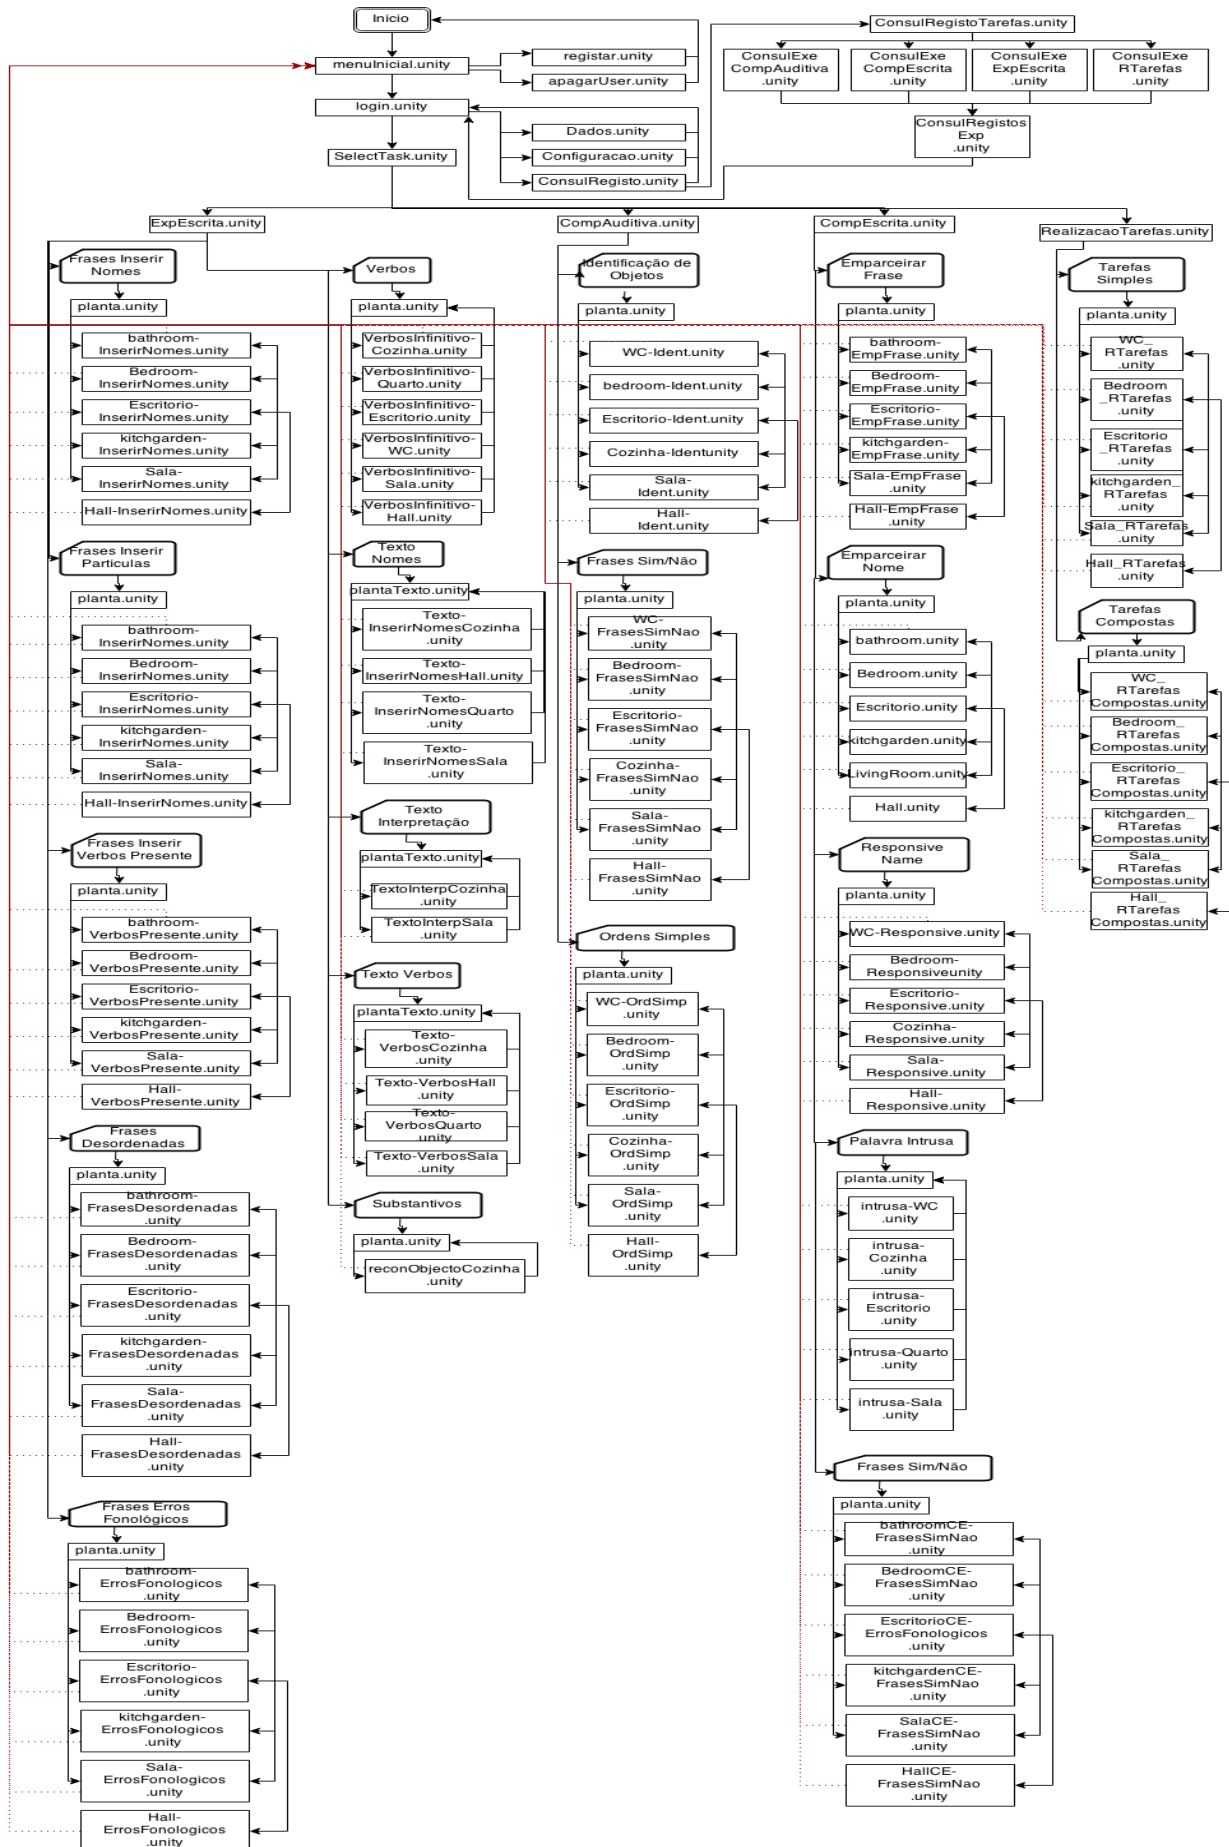 Inicio
menuInicial.unity
registar.unity
apagarUser.unity
login.unity
Dados.unity
Configuracao.unity
ConsulRegisto.unity
SelectTask.unity
ConsulRegistoTarefas.unity
ConsulExe
CompAuditiva
.unity
ConsulExe
CompEscrita
.unity
ConsulExe
ExpEscrita
.unity
ConsulExe
RTarefas
.unity
ConsulRegistos
Exp
.unity
ExpEscrita.unity
Frases Inserir
Nomes
planta.unity
bathroom-
InserirNomes.unity
Bedroom-
InserirNomes.unity
Escritorio-
InserirNomes.unity
kitchgarden-
InserirNomes.unity
Sala-
InserirNomes.unity
Hall-InserirNomes.unity
Frases Inserir
Particulas
planta.unity
bathroom-
InserirNomes.unity
Bedroom-
InserirNomes.unity
Escritorio-
InserirNomes.unity
kitchgarden-
InserirNomes.unity
Sala-
InserirNomes.unity
Hall-InserirNomes.unity
Frases Inserir
Verbos Presente
planta.unity
bathroom-
VerbosPresente.unity
Bedroom-
VerbosPresente.unity
Escritorio-
VerbosPresente.unity
kitchgarden-
VerbosPresente.unity
Sala-
VerbosPresente.unity
Hall-
VerbosPresente.unity
Frases
Desordenadas
planta.unity
bathroom-
FrasesDesordenadas
.unity
Bedroom-
FrasesDesordenadas
.unity
Escritorio-
FrasesDesordenadas
.unity
kitchgarden-
FrasesDesordenadas
.unity
Sala-
FrasesDesordenadas
.unity
Hall-
FrasesDesordenadas
.unity
Frases Erros
Fonológicos
planta.unity
bathroom-
ErrosFonologicos
.unity
Bedroom-
ErrosFonologicos
.unity
Escritorio-
ErrosFonologicos
.unity
kitchgarden-
ErrosFonologicos
.unity
Sala-
ErrosFonologicos
.unity
Hall-
ErrosFonologicos
.unity
Verbos
planta.unity
VerbosInfinitivo-
Cozinha.unity
VerbosInfinitivo-
Quarto.unity
VerbosInfinitivo-
Escritorio.unity
VerbosInfinitivo-
WC.unity
VerbosInfinitivo-
Sala.unity
VerbosInfinitivo-
Hall.unity
Texto
Nomes
plantaTexto.unity
Texto-
InserirNomesCozinha
.unity
Texto-
InserirNomesHall.unity
Texto-
InserirNomesQuarto
.unity
Texto-
InserirNomesSala
.unity
Texto
Interpretação
plantaTexto.unity
TextoInterpCozinha
.unity
TextoInterpSala
.unity
Texto Verbos
plantaTexto.unity
Texto-
VerbosCozinha
.unity
Texto-VerbosHall
.unity
Texto-
VerbosQuarto
.unity
Texto-VerbosSala
.unity
Substantivos
planta.unity
reconObjectoCozinha
.unity
CompAuditiva.unity
Identificação de
Objetos
planta.unity
WC-Ident.unity
bedroom-Ident.unity
Escritorio-Ident.unity
Cozinha-Identunity
Sala-
Ident.unity
Hall-
Ident.unity
Frases Sim/Não
planta.unity
WC-
FrasesSimNao
.unity
Bedroom-
FrasesSimNao
.unity
Escritorio-
FrasesSimNao
.unity
Cozinha-
FrasesSimNao
.unity
Sala-
FrasesSimNao
.unity
Hall-
FrasesSimNao
.unity
Ordens Simples
planta.unity
WC-OrdSimp
.unity
Bedroom-
OrdSimp
.unity
Escritorio-
OrdSimp
.unity
Cozinha-
OrdSimp
.unity
Sala-
OrdSimp
.unity
Hall-
OrdSimp
.unity
CompEscrita.unity
Emparceirar
Frase
planta.unity
bathroom-
EmpFrase.unity
Bedroom-
EmpFrase.unity
Escritorio-
EmpFrase.unity
kitchgarden-
EmpFrase.unity
Sala-EmpFrase
.unity
Hall-EmpFrase
.unity
Emparceirar
Nome
planta.unity
bathroom.unity
Bedroom.unity
Escritorio.unity
kitchgarden.unity
LivingRoom.unity
Hall.unity
Responsive
Name
planta.unity
WC-Responsive.unity
Bedroom-
Responsiveunity
Escritorio-
Responsive.unity
Cozinha-
Responsive.unity
Sala-
Responsive.unity
Hall-
Responsive.unity
Palavra Intrusa
planta.unity
intrusa-WC
.unity
intrusa-
Cozinha
.unity
intrusa-
Escritorio
.unity
intrusa-Quarto
.unity
intrusa-Sala
.unity
Frases Sim/Não
planta.unity
bathroomCE-
FrasesSimNao
.unity
BedroomCE-
FrasesSimNao
.unity
EscritorioCE-
ErrosFonologicos
.unity
kitchgardenCE-
FrasesSimNao
.unity
SalaCE-
FrasesSimNao
.unity
HallCE-
FrasesSimNao
.unity
RealizacaoTarefas.unity
Tarefas
Simples
planta.unity
WC_
RTarefas
.unity
Bedroom
_RTarefas
.unity
Escritorio
_RTarefas
.unity
kitchgarden_
RTarefas
.unity
Sala_RTarefas
.unity
Hall_RTarefas
.unity
Tarefas
Compostas
planta.unity
WC_
RTarefas
Compostas.unity
Bedroom_
RTarefas
Compostas.unity
Escritorio_
RTarefas
Compostas.unity
kitchgarden_
RTarefas
Compostas.unity
Sala_
RTarefas
Compostas.unity
Hall_
RTarefas
Compostas.unity